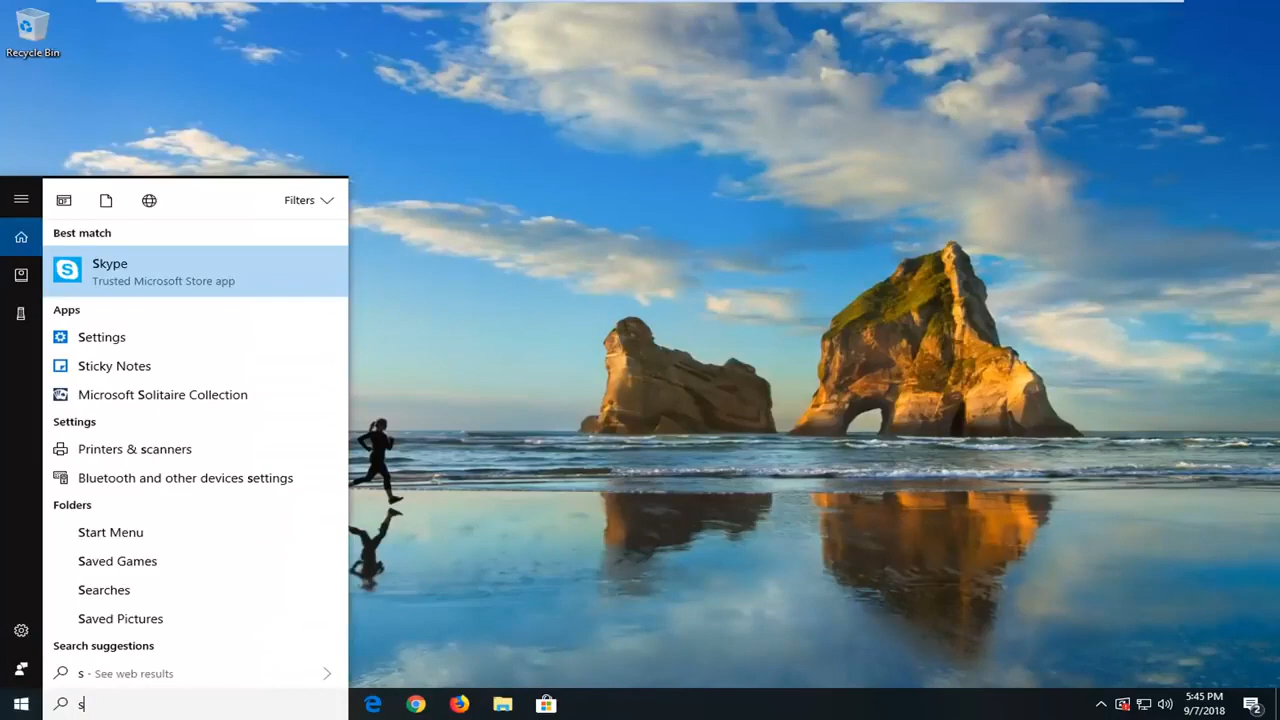 Recycle Bin
Filters
Best match
Skype
Trusted Microsoft Store app
Apps
Settings
Sticky Notes
Microsoft Solitaire Collection
Settings
Printers & scanners
Bluetooth and other devices settings
Folders
Start Menu
Saved Games
Searches
Saved Pictures
Search suggestions
s - See web results
s
5:45 PM
9/7/2018
2